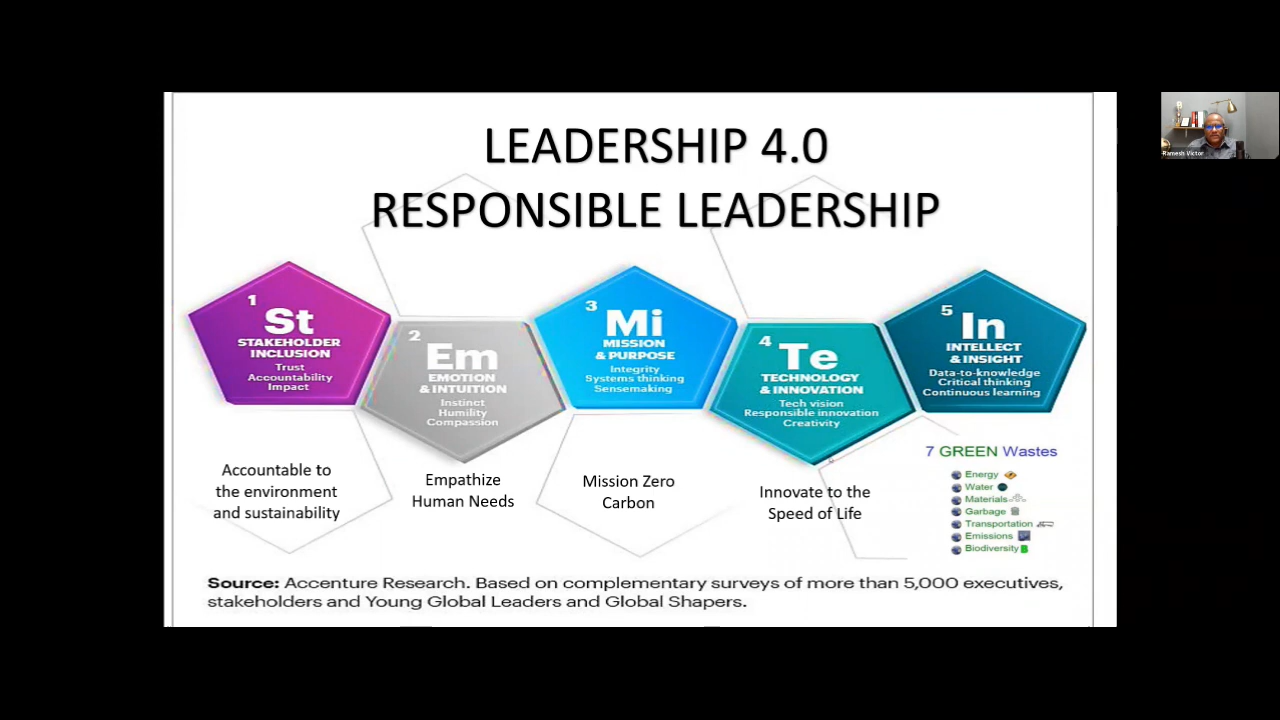 LEADERSHIP 4.0
RESPONSIBLE LEADERSHIP
1
St
STAKEHOLDER
INCLUSION
Trust
Accountability
Impact
2
Em
EMOTION
& INTUITION
Instinct
Humility
Compassion
3
Mi
MISSION
& PURPOSE
Integrity
Systems thinking
Sensemaking
4
Te
TECHNOLOGY
& INNOVATION
Tech vision
Responsible innovation
Creativity
5
In
INTELLECT
& INSIGHT
Data-to-knowledge
Critical thinking
Continuous learning
Accountable to
the environment
and sustainability
Empathize
Human Needs
Mission Zero
Carbon
Innovate to the
Speed of Life
7 GREEN Wastes
Energy
Water
Materials
Garbage
Transportation
Emissions
Biodiversity
Source: Accenture Research. Based on complementary surveys of more than 5,000 executives,
stakeholders and Young Global Leaders and Global Shapers.
Ramesh Victor